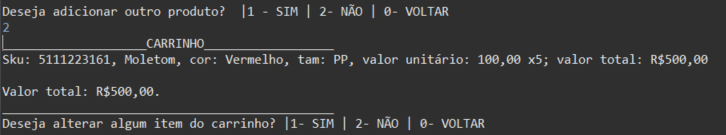 Deseja adicionar outro produto?  |1 - SIM | 2- NÃO | 0- VOLTAR
2
|___________________CARRINHO_________________
Sku: 5111223161, Moletom, cor: Vermelho, tam: PP, valor unitário: 100,00 x5; valor total: R$500,00
Valor total: R$500,00.
____________________________________________
Deseja alterar algum item do carrinho? |1- SIM | 2- NÃO | 0- VOLTAR